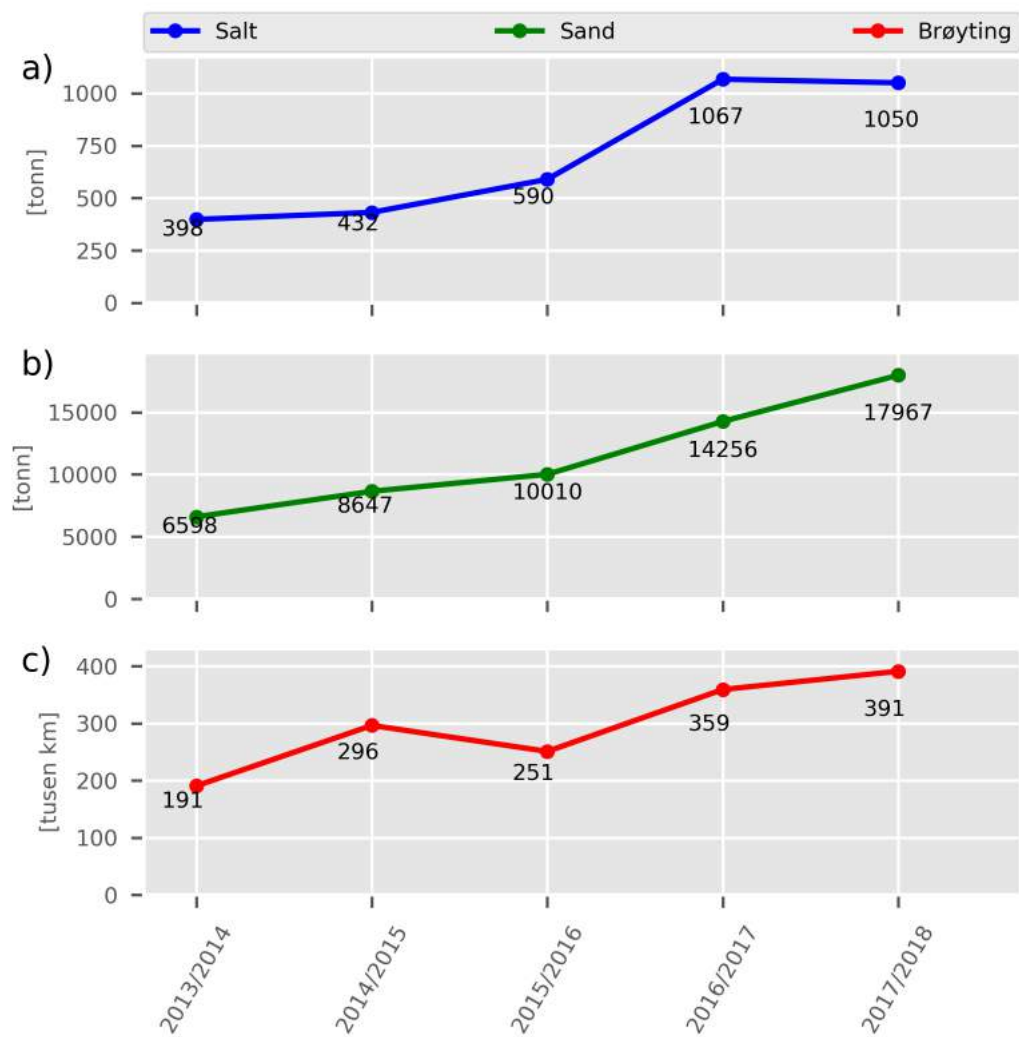 Salt Sand Brøyting
a)
1000
750
500
250
0
[tonn]
398 432 590 1067 1050
b)
15000
10000
5000
0
[tonn]
6598 8647 10010 14256 17967
c)
400
300
200
100
0
[tusen km]
191 296 251 359 391
2013/2014 2014/2015 2015/2016 2016/2017 2017/2018